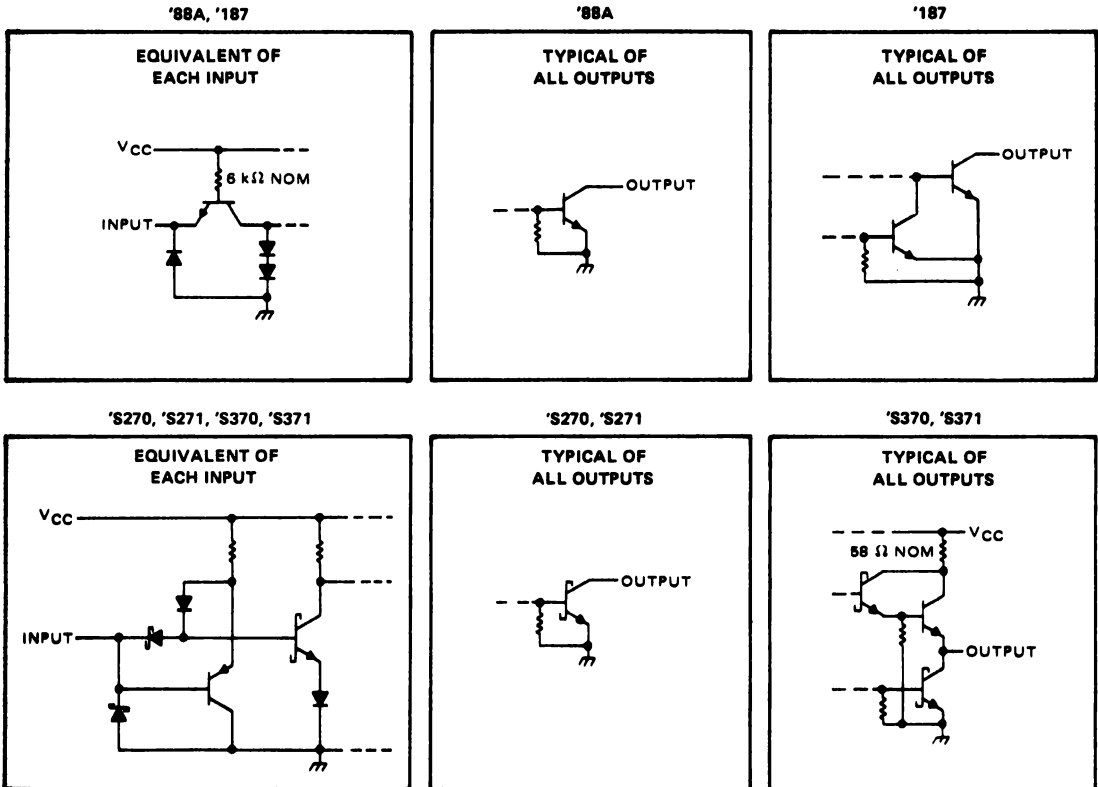 '88A, '187
EQUIVALENT OF
EACH INPUT
VCC
6 kΩ NOM
INPUT
'88A
TYPICAL OF
ALL OUTPUTS
OUTPUT
'187
TYPICAL OF
ALL OUTPUTS
OUTPUT
'S270, 'S271, 'S370, 'S371
EQUIVALENT OF
EACH INPUT
VCC
INPUT
'S270, 'S271
TYPICAL OF
ALL OUTPUTS
OUTPUT
'S370, 'S371
TYPICAL OF
ALL OUTPUTS
VCC
58 Ω NOM
OUTPUT